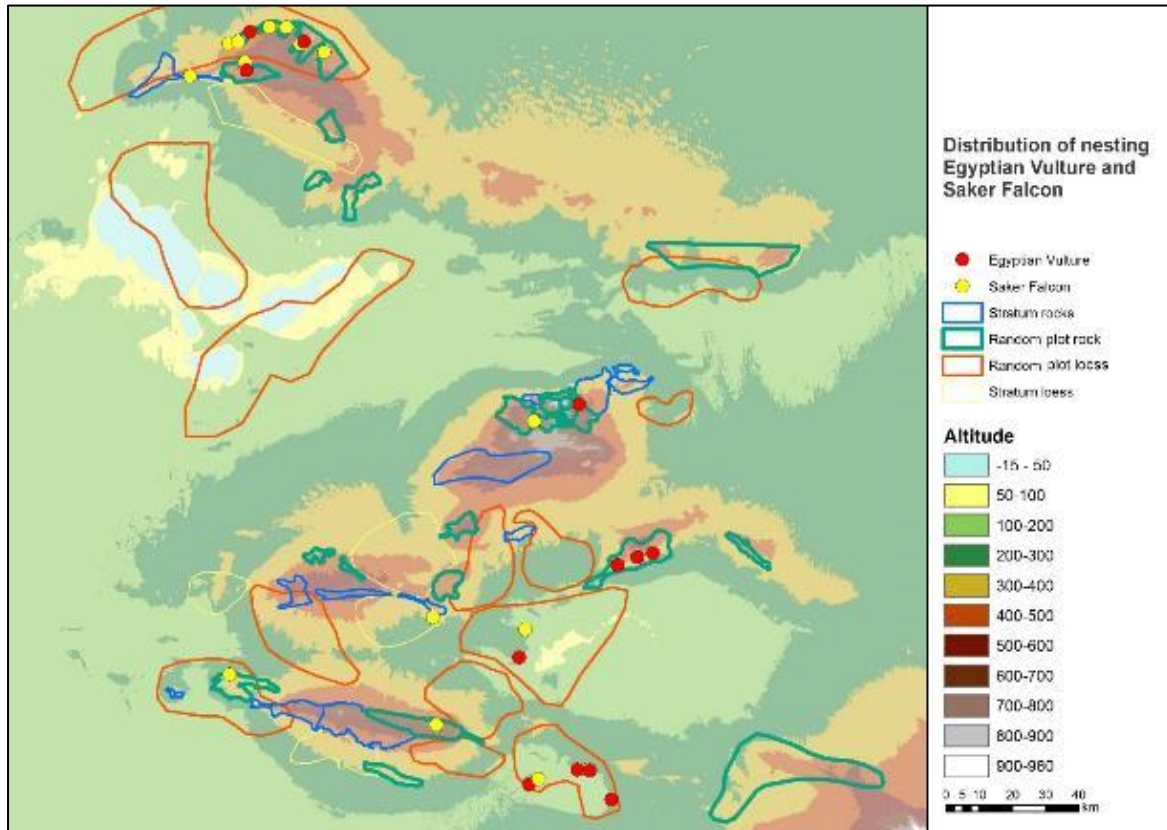 Distribution of nesting
Egyptian Vulture and
Saker Falcon
Egyptian Vulture
Saker Falcon
Stratum rocks
Random plot rock
Random plot locss
Stratum loess
Altitude
-15 - 50
50-100
100-200
200-300
300-400
400-500
500-600
600-700
700-800
800-900
900-980
0 5 10 20 30 40
km